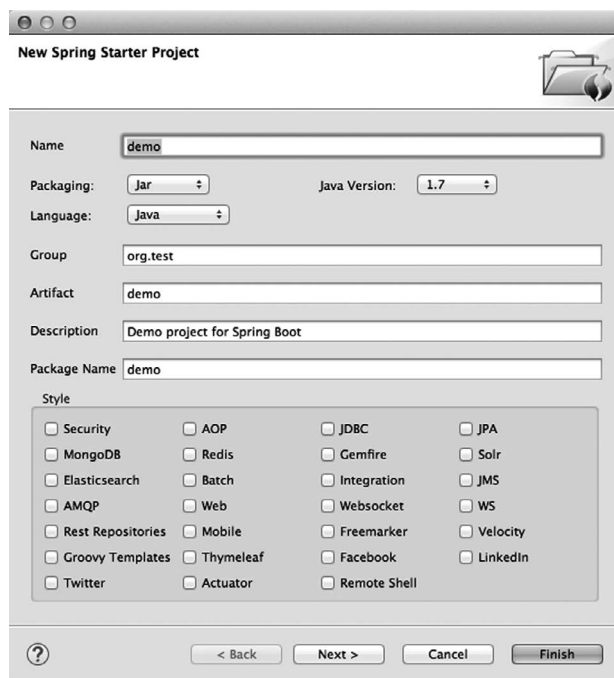 New Spring Starter Project
Name demo
Packaging: Jar Java Version: 1.7
Language: Java
Group org.test
Artifact demo
Description Demo project for Spring Boot
Package Name demo
Style
Security AOP JDBC JPA
MongoDB Redis Gemfire Solr
Elasticsearch Batch Integration JMS
AMQP Web Websocket WS
Rest Repositories Mobile Freemarker Velocity
Groovy Templates Thymeleaf Facebook LinkedIn
Twitter Actuator Remote Shell
? < Back Next > Cancel Finish